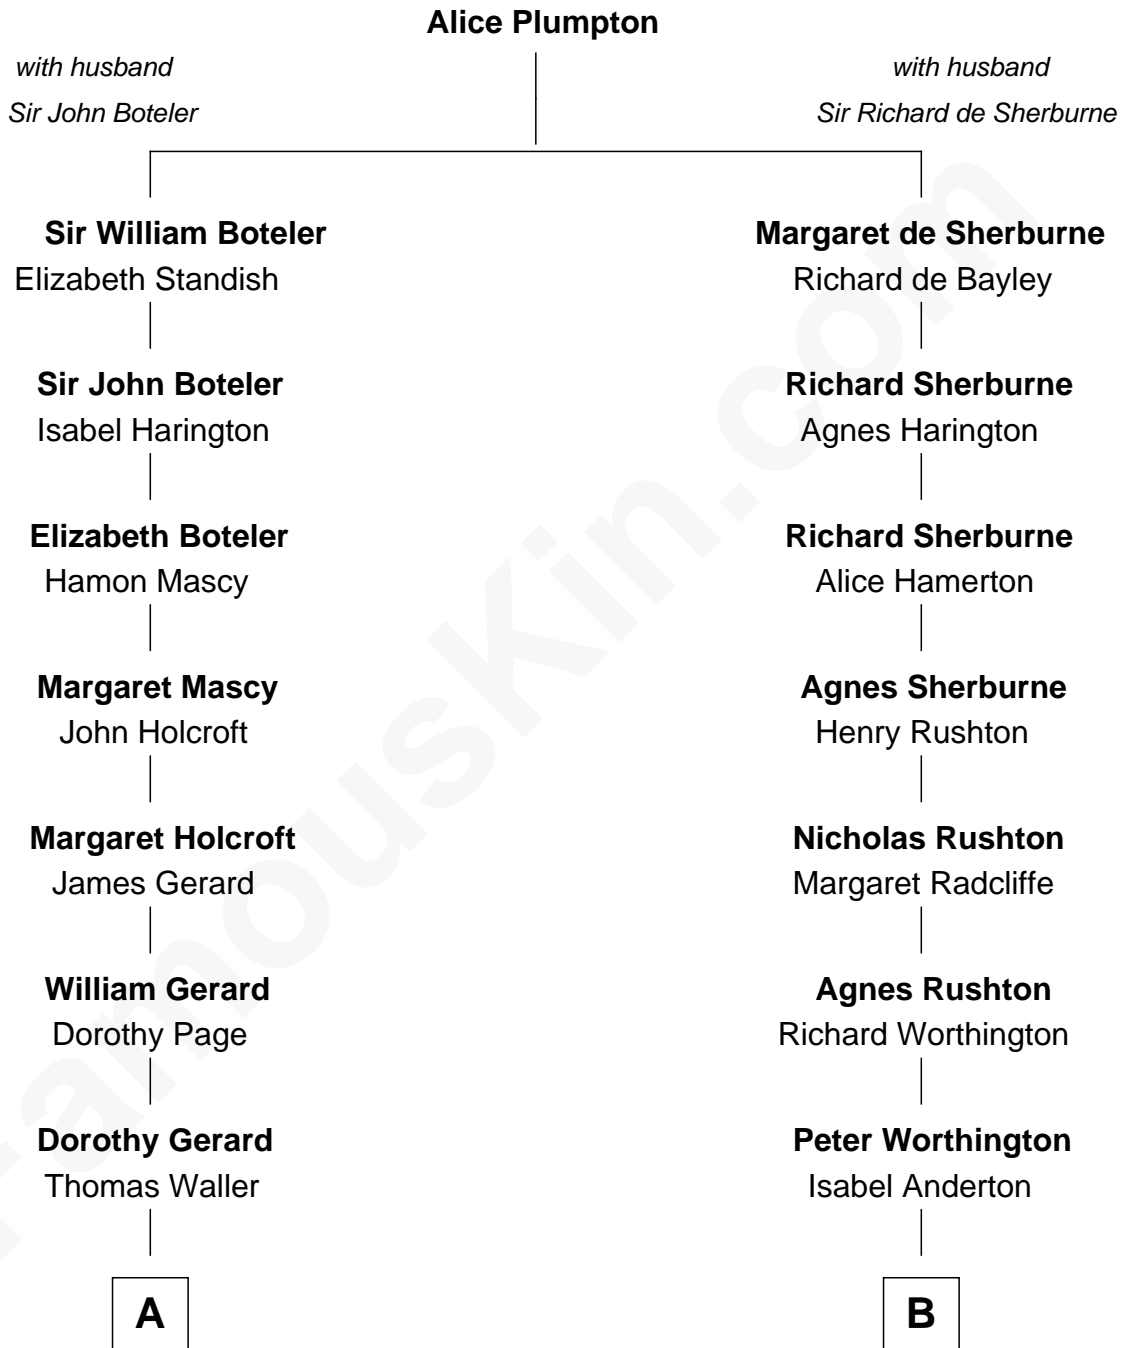 Alice Plumpton
with husband
Sir John Boteler
with husband
Sir Richard de Sherburne
Sir William Boteler
Elizabeth Standish
Margaret de Sherburne
Richard de Bayley
Sir John Boteler
Isabel Harington
Richard Sherburne
Agnes Harington
Elizabeth Boteler
Hamon Mascy
Richard Sherburne
Alice Hamerton
Margaret Mascy
John Holcroft
Agnes Sherburne
Henry Rushton
Margaret Holcroft
James Gerard
Nicholas Rushton
Margaret Radcliffe
William Gerard
Dorothy Page
Agnes Rushton
Richard Worthington
Dorothy Gerard
Thomas Waller
Peter Worthington
Isabel Anderton
A
B
FamousKin.com